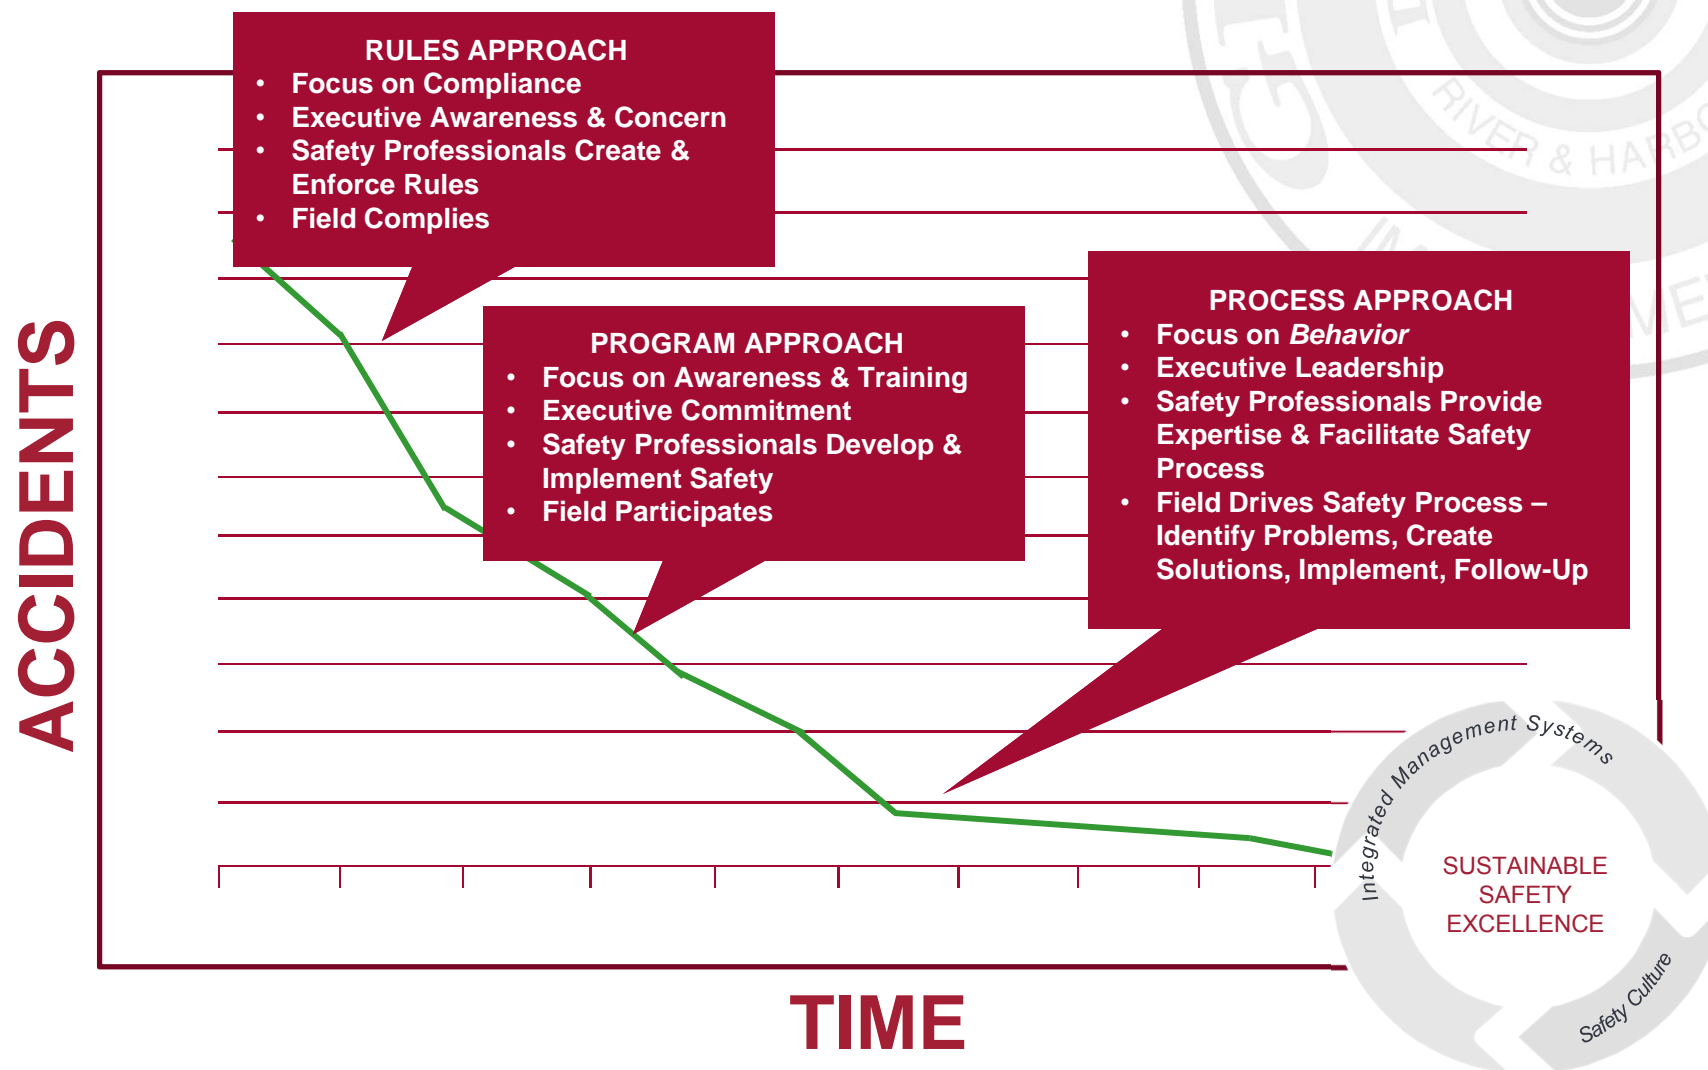 RULES APPROACH
• Focus on Compliance
• Executive Awareness & Concern
• Safety Professionals Create &
Enforce Rules
• Field Complies
PROGRAM APPROACH
• Focus on Awareness & Training
• Executive Commitment
• Safety Professionals Develop &
Implement Safety
• Field Participates
PROCESS APPROACH
• Focus on Behavior
• Executive Leadership
• Safety Professionals Provide
Expertise & Facilitate Safety
Process
• Field Drives Safety Process –
Identify Problems, Create
Solutions, Implement, Follow-Up
ACCIDENTS
TIME
Integrated Management Systems
SUSTAINABLE
SAFETY
EXCELLENCE
Safety Culture
RIVER &